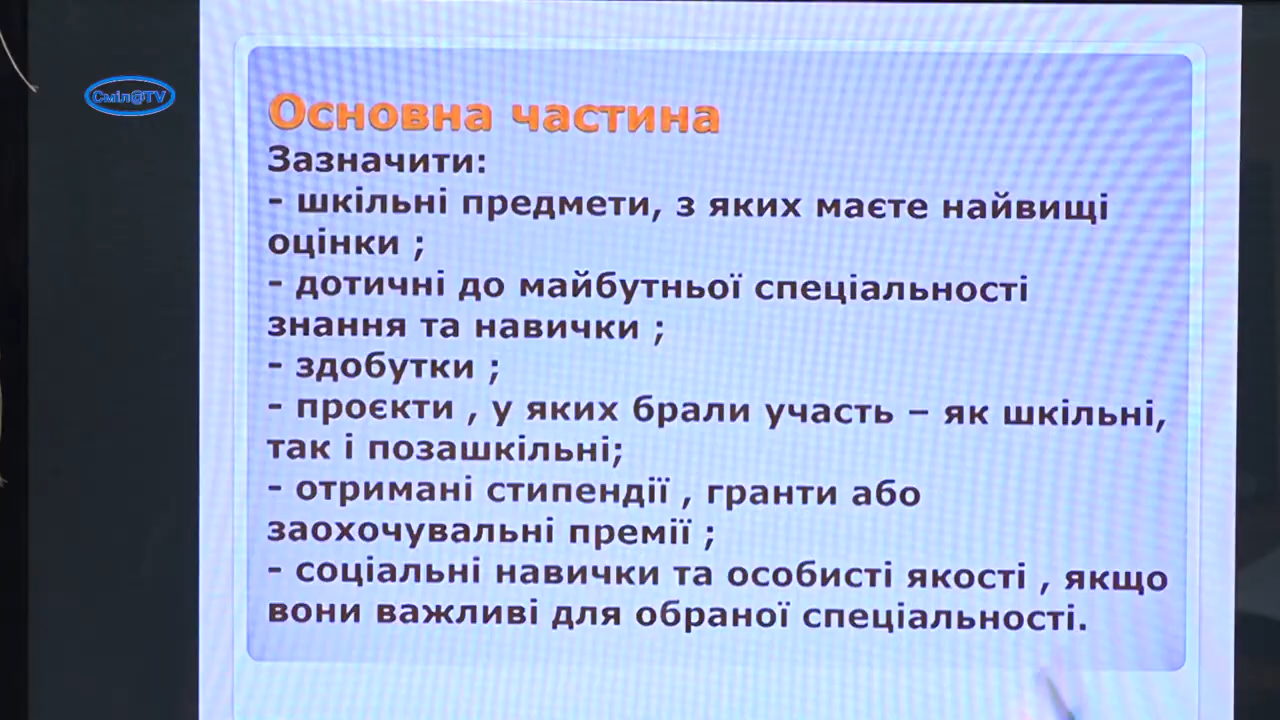 Сміл@TV
Основна частина
Зазначити:
- шкільні предмети, з яких маєте найвищі
оцінки ;
- дотичні до майбутньої спеціальності
знання та навички ;
- здобутки ;
- проєкти , у яких брали участь – як шкільні,
так і позашкільні;
- отримані стипендії , гранти або
заохочувальні премії ;
- соціальні навички та особисті якості , якщо
вони важливі для обраної спеціальності.